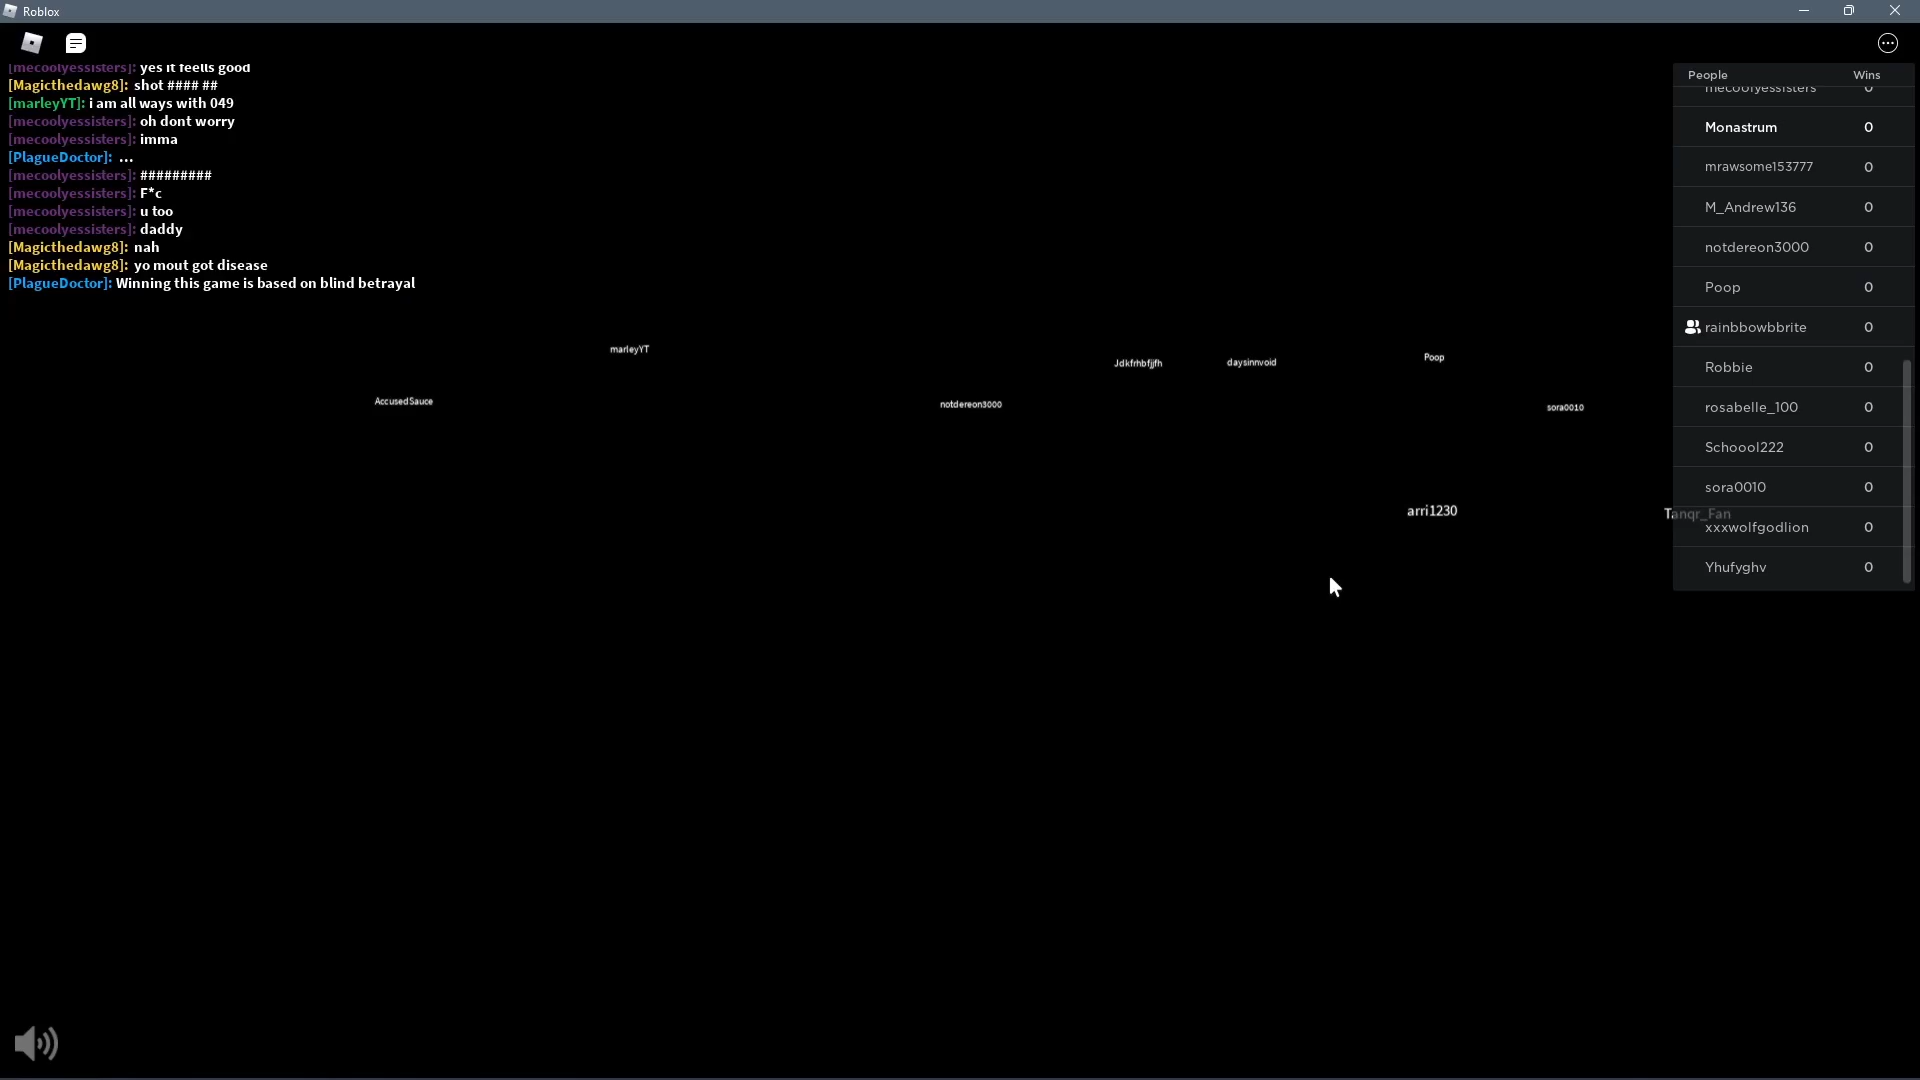 Roblox
[mecoolyessisters]: yes it feells good
[Magicthedawg8]: shot #### ##
[marleyYT]: i am all ways with 049
[mecoolyessisters]: oh dont worry
[mecoolyessisters]: imma
[PlagueDoctor]: ...
[mecoolyessisters]: #########
[mecoolyessisters]: F*c
[mecoolyessisters]: u too
[mecoolyessisters]: daddy
[Magicthedawg8]: nah
[Magicthedawg8]: yo mout got disease
[PlagueDoctor]: Winning this game is based on blind betrayal
marleyYT
Jdkfrhbfjjfh
daysinnvoid
Poop
AccusedSauce
notdereon3000
sora0010
arri1230
Tanqr_Fan
People Wins
mecoolyessisters 0
Monastrum 0
mrawsome153777 0
M_Andrew136 0
notdereon3000 0
Poop 0
rainbbowbbrite 0
Robbie 0
rosabelle_100 0
Schoool222 0
sora0010 0
xxxwolfgodlion 0
Yhufyghv 0